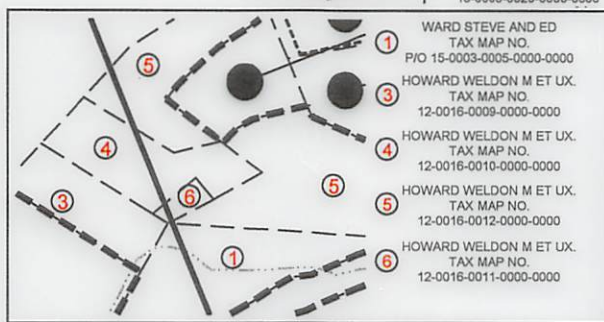 1
WARD STEVE AND ED
TAX MAP NO.
P/O 15-0003-0005-0000-0000
3
HOWARD WELDON M ET UX.
TAX MAP NO.
12-0016-0009-0000-0000
4
HOWARD WELDON M ET UX.
TAX MAP NO.
12-0016-0010-0000-0000
5
HOWARD WELDON M ET UX.
TAX MAP NO.
12-0016-0012-0000-0000
6
HOWARD WELDON M ET UX.
TAX MAP NO.
12-0016-0011-0000-0000
5
4
6
5
3
1